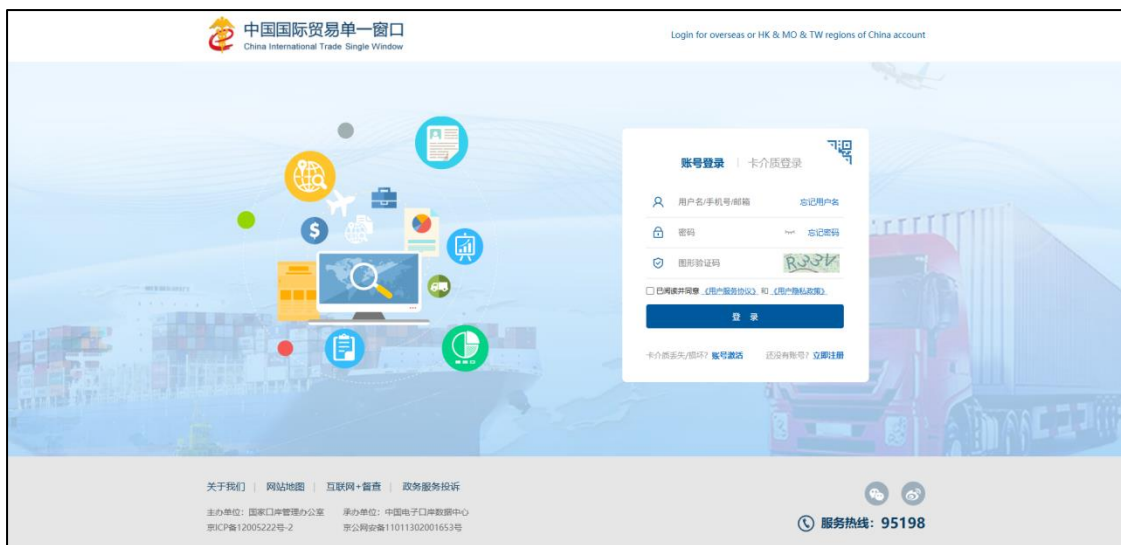 中国国际贸易单一窗口
China International Trade Single Window
Login for overseas or HK & MO & TW regions of China account
账号登录 | 卡介质登录
用户名/手机号/邮箱 忘记用户名
密码 忘记密码
图形验证码 R33V
已阅读并同意《用户服务协议》和《用户隐私政策》
登 录
卡介质丢失/损坏? 账号激活 还没有账号? 立即注册
关于我们 | 网站地图 | 互联网+督查 | 政务服务投诉
主办单位: 国家口岸管理办公室 承办单位: 中国电子口岸数据中心
京ICP备12005222号-2 京公网安备11011302001653号
服务热线: 95198